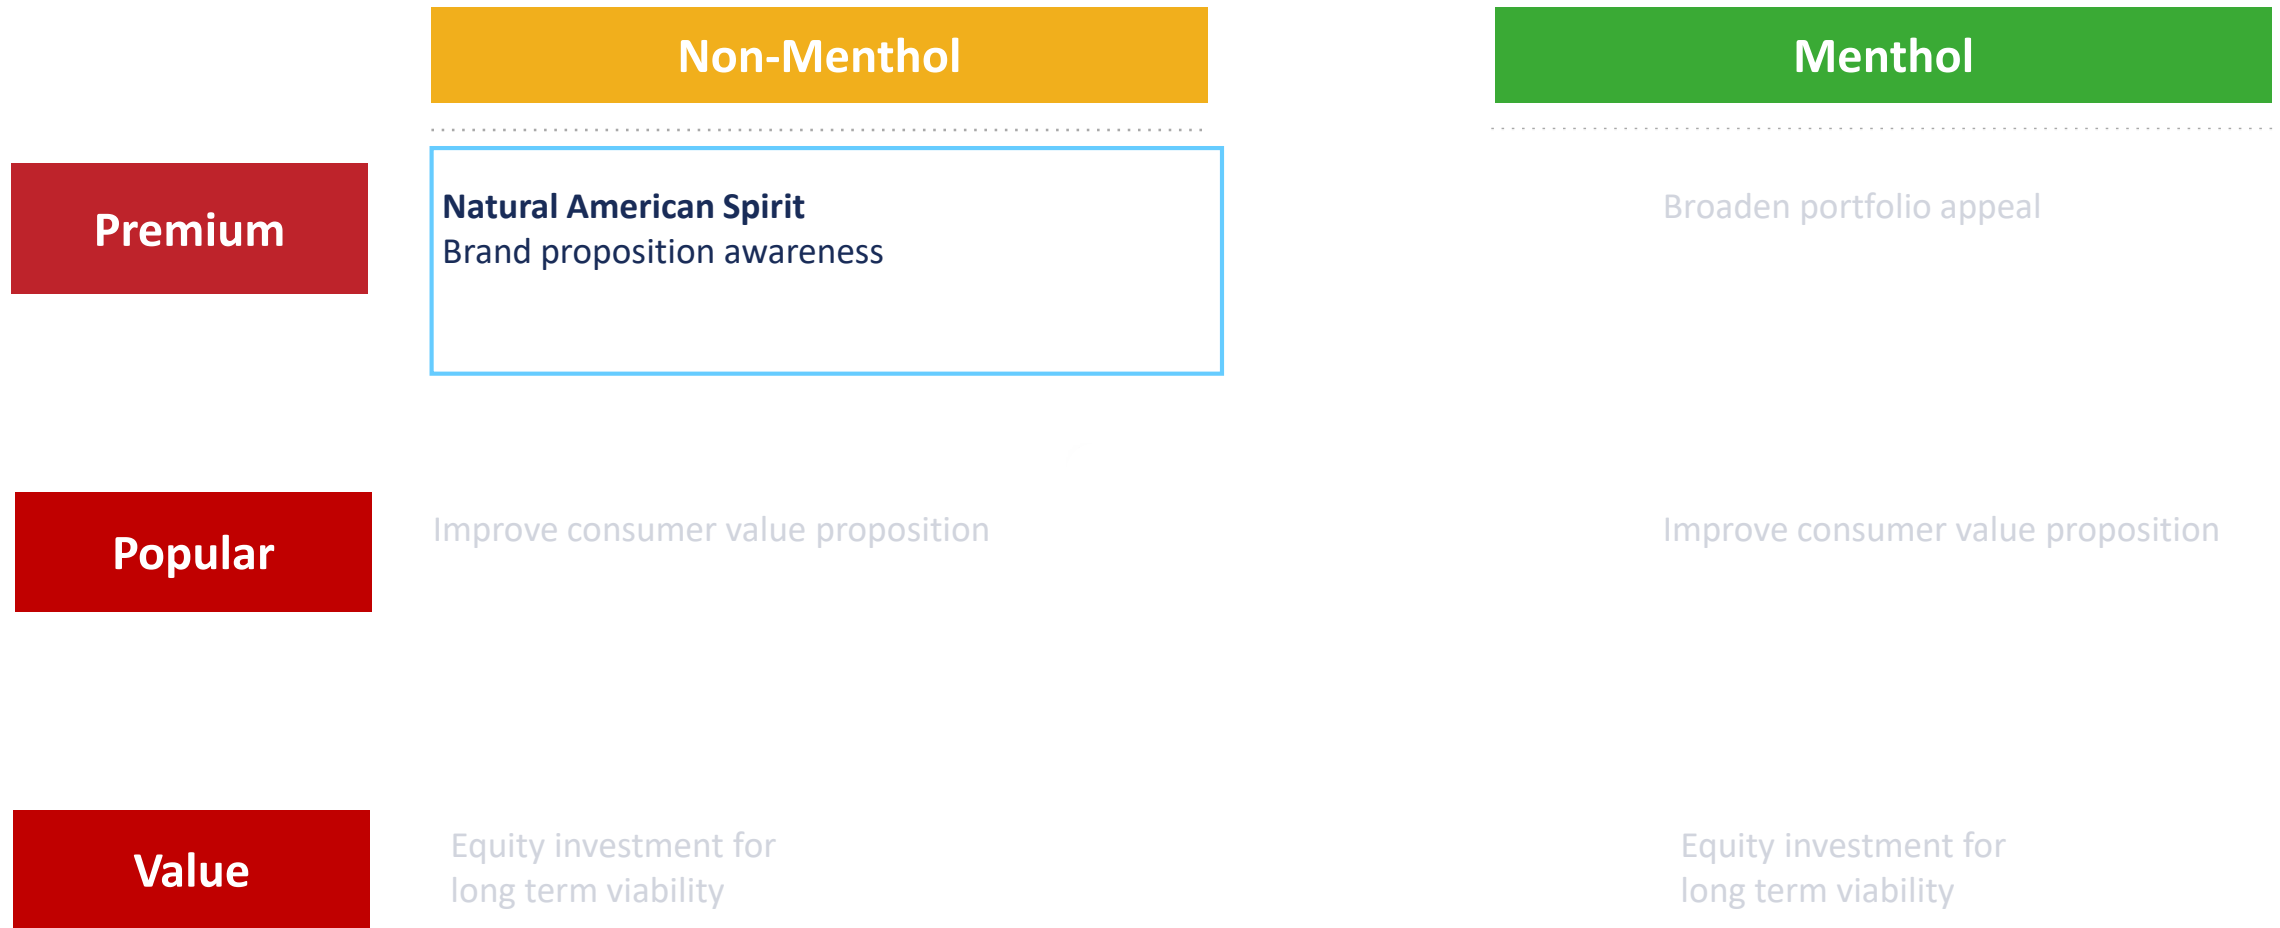 Non-Menthol
Menthol
Premium
Natural American Spirit
Brand proposition awareness
Broaden portfolio appeal
Popular
Improve consumer value proposition
Improve consumer value proposition
Value
Equity investment for
long term viability
Equity investment for
long term viability